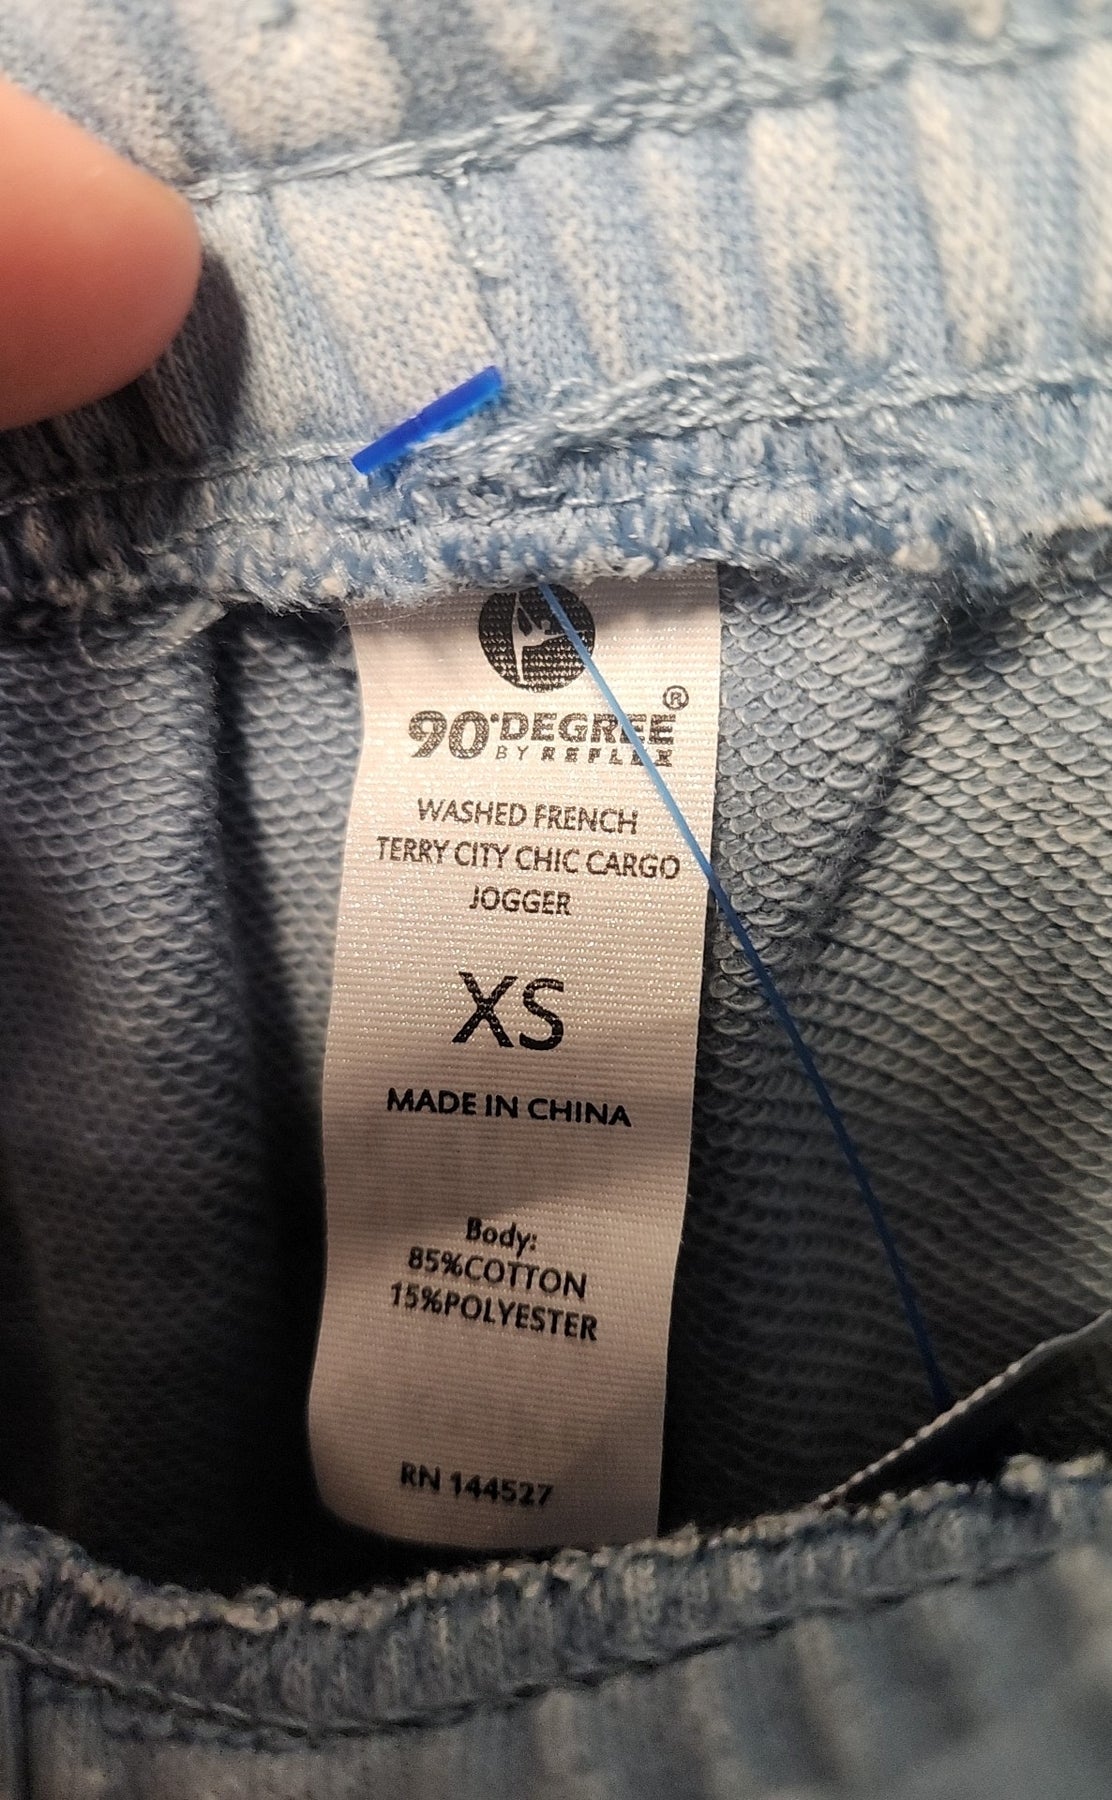 90°DEGREE®
BY REFLEX
WASHED FRENCH
TERRY CITY CHIC CARGO
JOGGER
XS
MADE IN CHINA
Body:
85%COTTON
15%POLYESTER
RN 144527